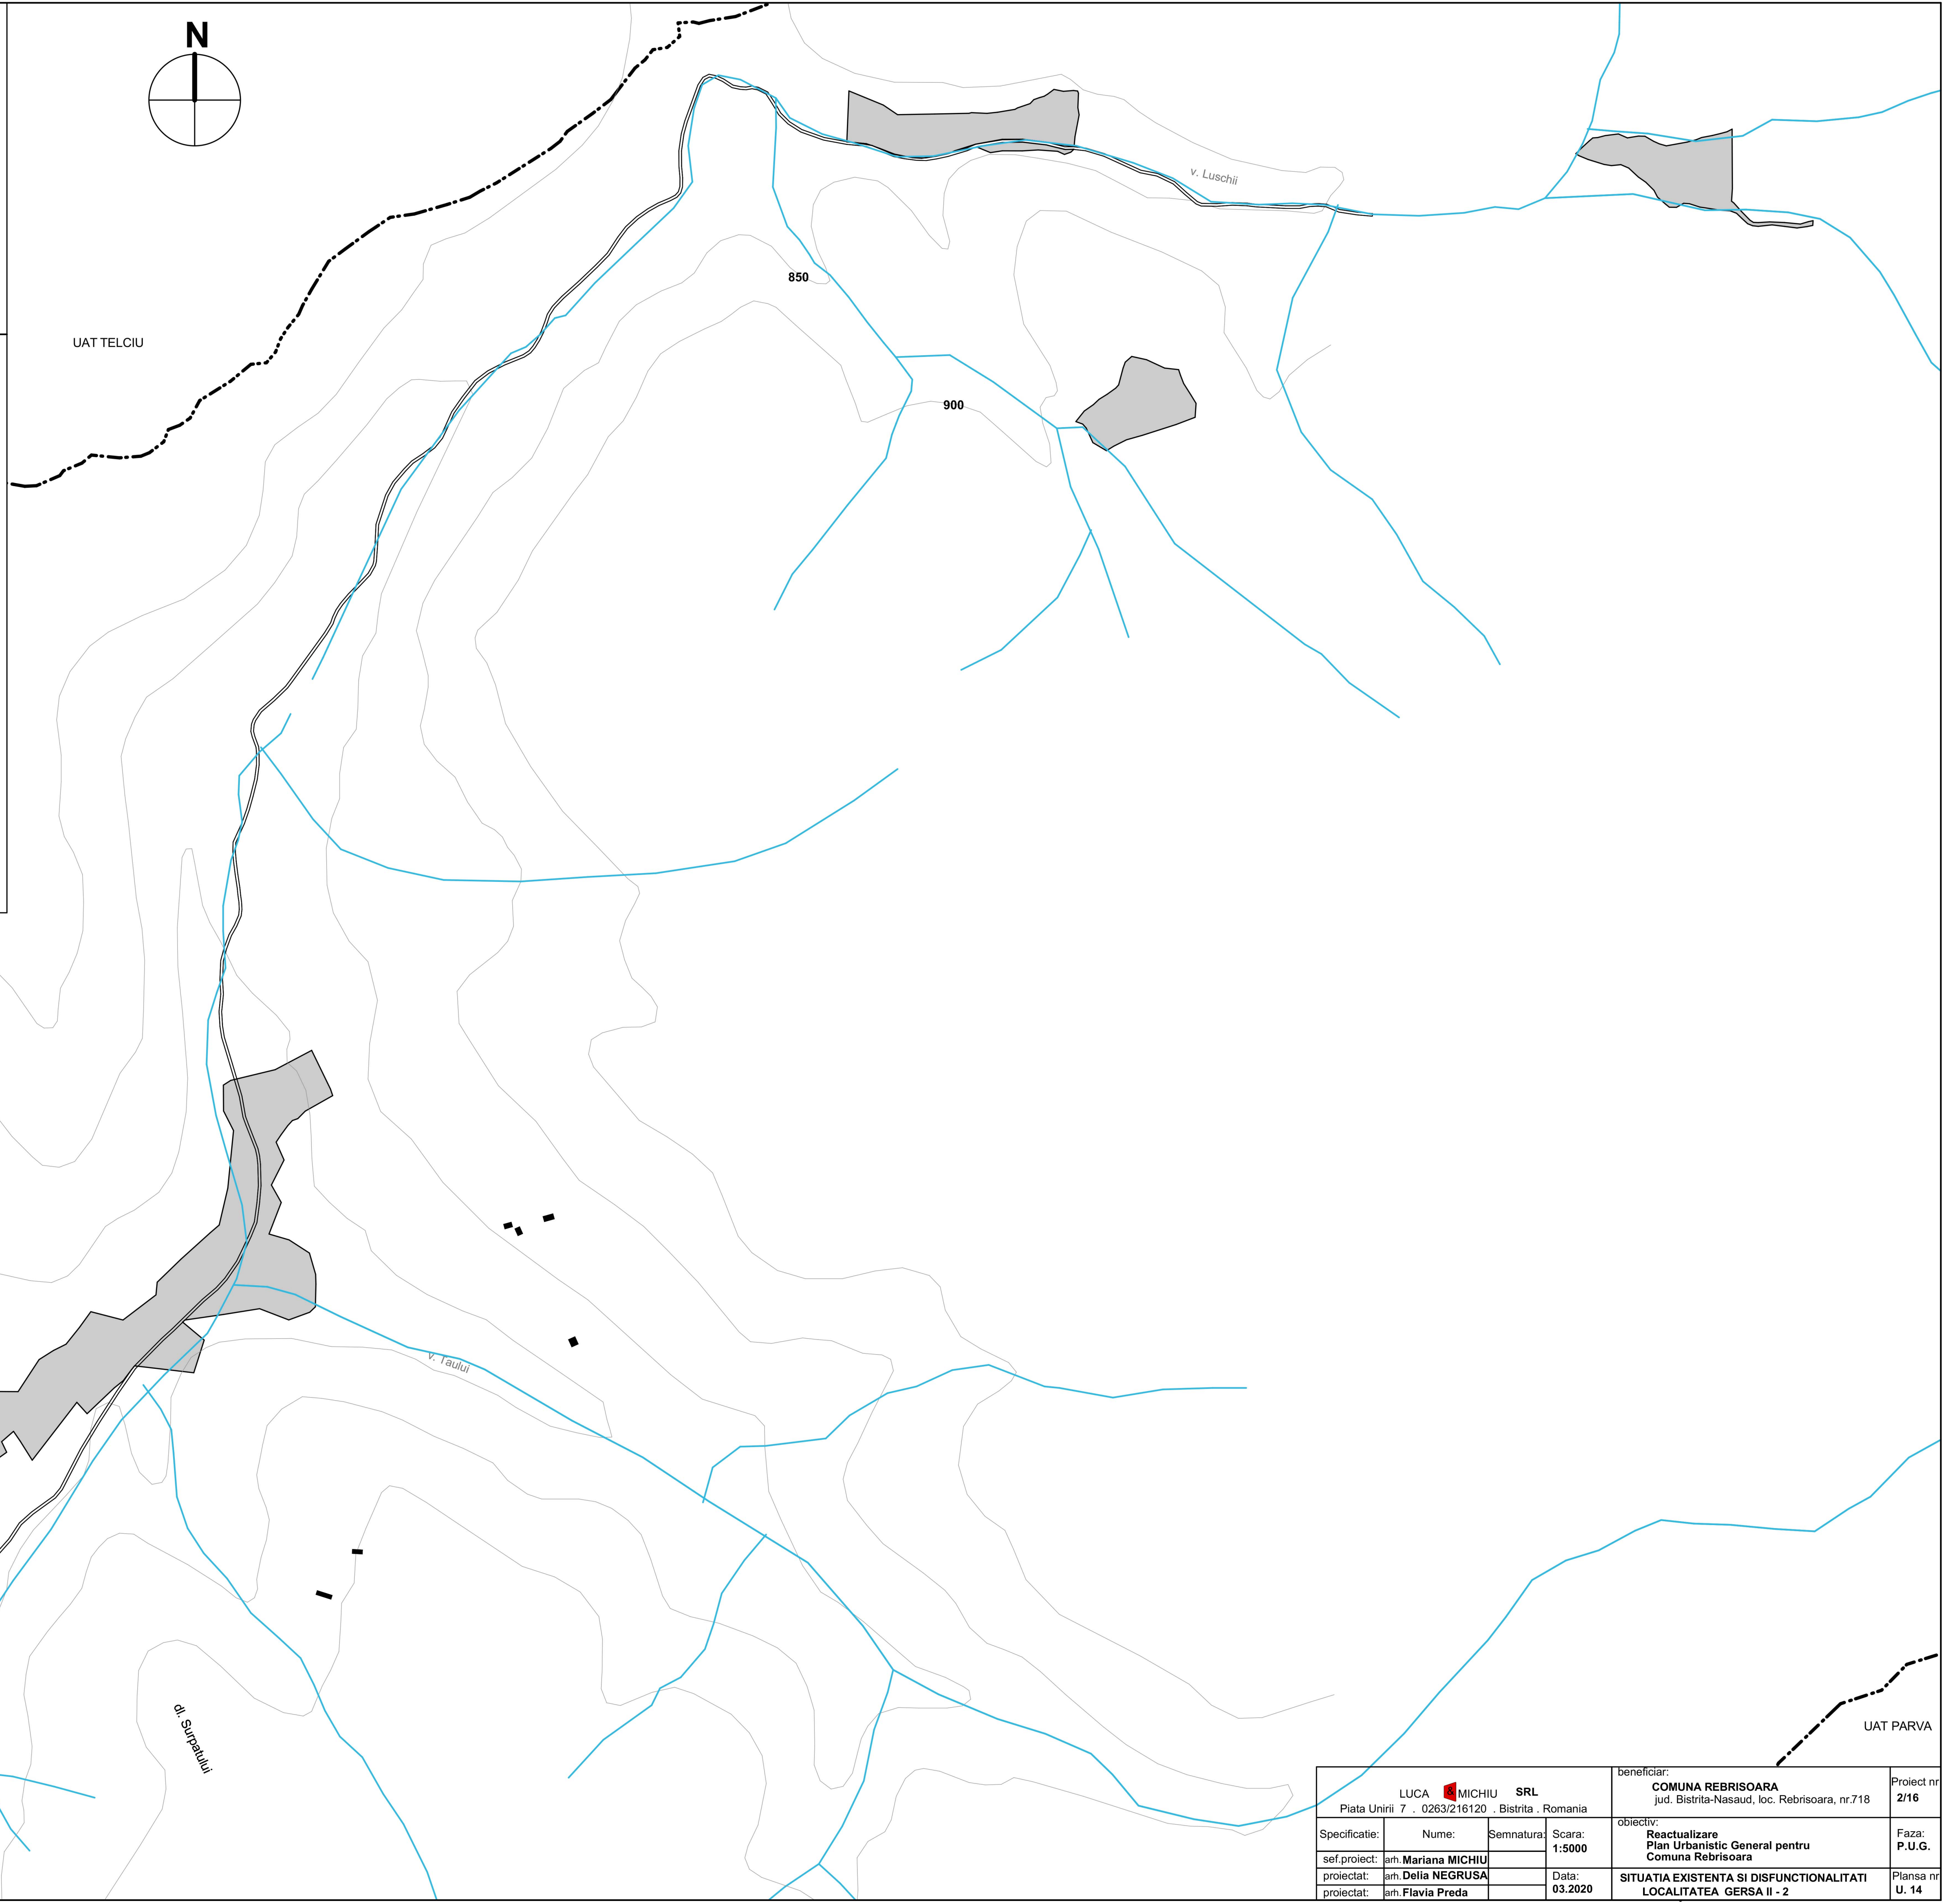 N
v. Luschii
850
UAT TELCIU
900
v. Taului
dl. Surpatului
UAT PARVA
LUCA & MICHIU SRL
Piata Unirii 7 . 0263/216120 . Bistrita . Romania
beneficiar:
COMUNA REBRISOARA
jud. Bistrita-Nasaud, loc. Rebrisoara, nr.718
Proiect nr
2/16
Specificatie: Nume: Semnatura: Scara:
1:5000
obiectiv:
Reactualizare
Plan Urbanistic General pentru
Comuna Rebrisoara
Faza:
P.U.G.
sef.proiect: arh. Mariana MICHIU
proiectat: arh. Delia NEGRUSA
proiectat: arh. Flavia Preda
Data:
03.2020
SITUATIA EXISTENTA SI DISFUNCTIONALITATI
LOCALITATEA GERSA II - 2
Plansa nr
U. 14